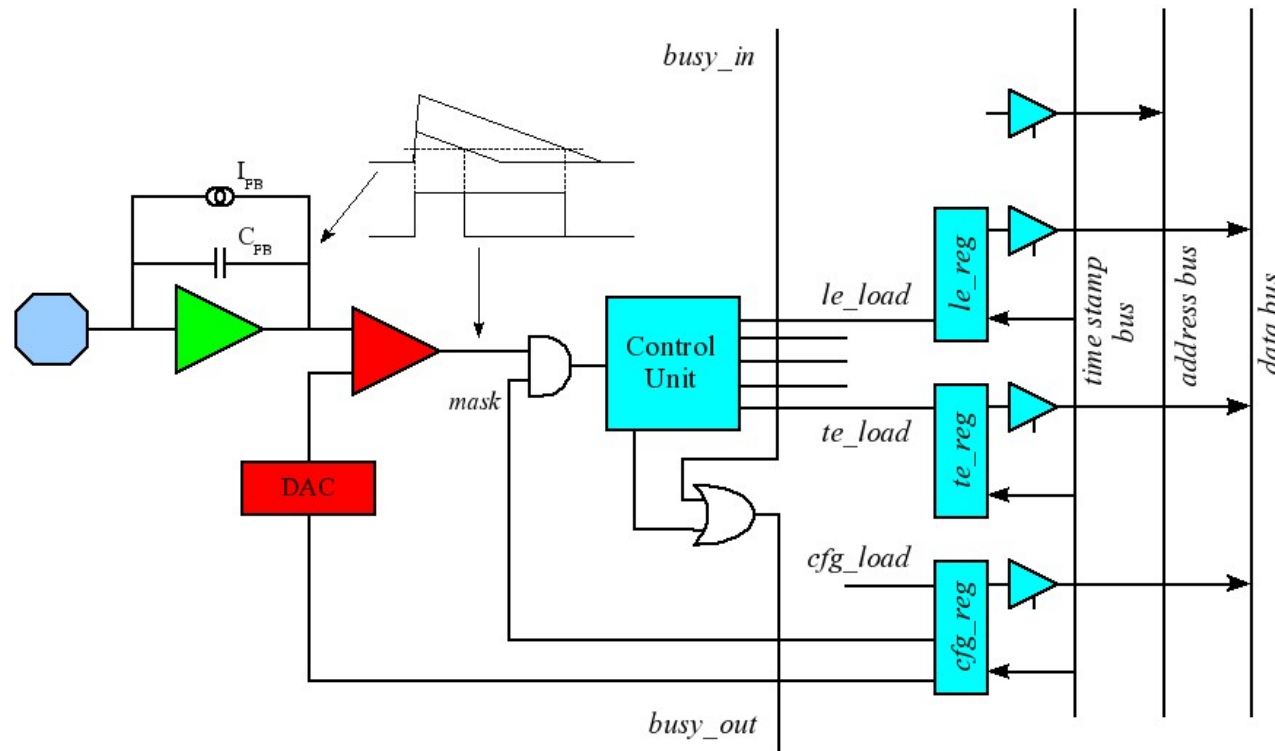 busy_in
I_FB
C_FB
le_load
le_reg
Control
Unit
mask
te_load
te_reg
DAC
cfg_load
cfg_reg
busy_out
time stamp
bus
address bus
data bus